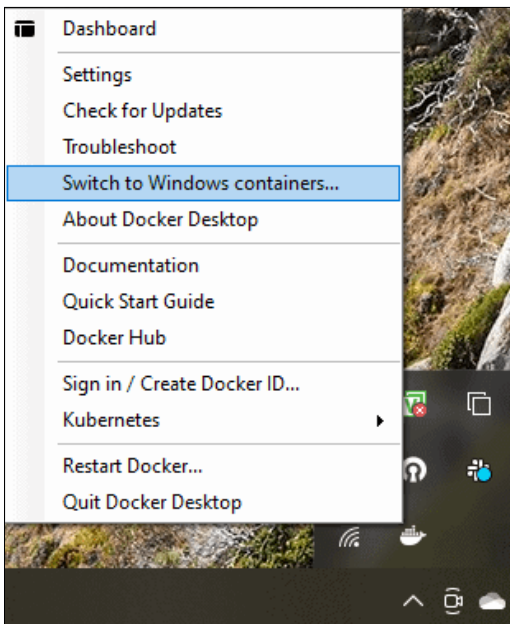 Dashboard
Settings
Check for Updates
Troubleshoot
Switch to Windows containers...
About Docker Desktop
Documentation
Quick Start Guide
Docker Hub
Sign in / Create Docker ID...
Kubernetes
Restart Docker...
Quit Docker Desktop